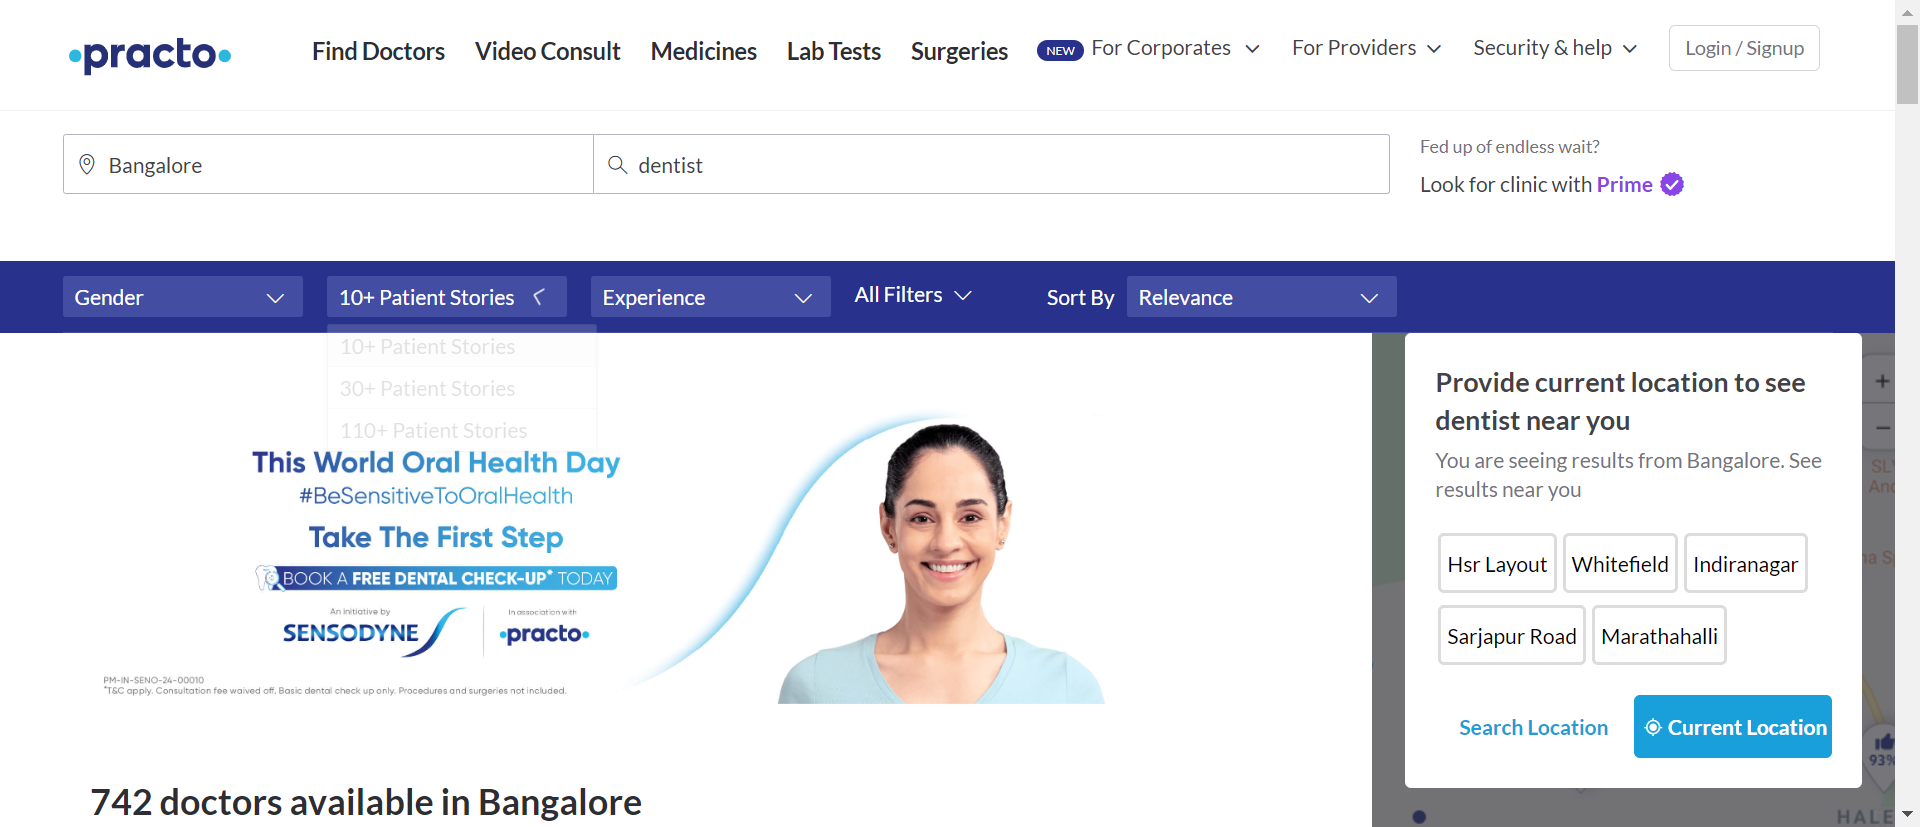 practo
Find Doctors
Video Consult
Medicines
Lab Tests
Surgeries
NEW For Corporates
For Providers
Security & help
Login / Signup
Bangalore
dentist
Fed up of endless wait?
Look for clinic with Prime
Gender
10+ Patient Stories
Experience
All Filters
Sort By
Relevance
10+ Patient Stories
30+ Patient Stories
110+ Patient Stories
This World Oral Health Day
#BeSensitiveToOralHealth
Take The First Step
BOOK A FREE DENTAL CHECK-UP* TODAY
An initiative by
SENSODYNE
In association with
practo
PM-IN-SENO-24-00010
*T&C apply. Consultation fee waived off. Basic dental check up only. Procedures and surgeries not included.
742 doctors available in Bangalore
Provide current location to see
dentist near you
You are seeing results from Bangalore. See
results near you
Hsr Layout
Whitefield
Indiranagar
Sarjapur Road
Marathahalli
Search Location
Current Location
+
−
93%
HALE